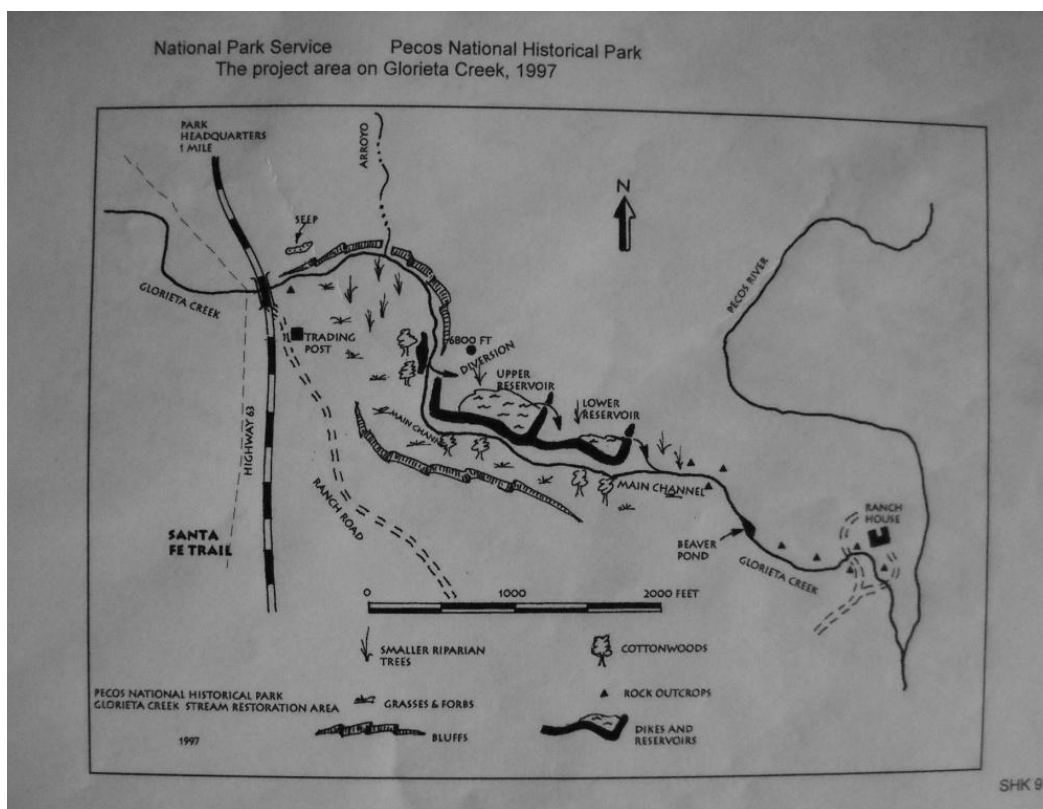 National Park Service Pecos National Historical Park
The project area on Glorieta Creek, 1997
PARK
HEADQUARTERS
1 MILE
ARROYO
N
SEEP
GLORIETA CREEK
PECOS RIVER
TRADING
POST
6800 FT
DIVERSION
UPPER
RESERVOIR
LOWER
RESERVOIR
MAIN CHANNEL
HIGHWAY 63
RANCH ROAD
MAIN CHANNEL
RANCH
HOUSE
SANTA
FE TRAIL
BEAVER
POND
GLORIETA CREEK
0 1000 2000 FEET
SMALLER RIPARIAN
TREES
COTTONWOODS
GRASSES & FORBS
ROCK OUTCROPS
BLUFFS
DIKES AND
RESERVOIRS
PECOS NATIONAL HISTORICAL PARK
GLORIETA CREEK STREAM RESTORATION AREA
1997
SHK 9